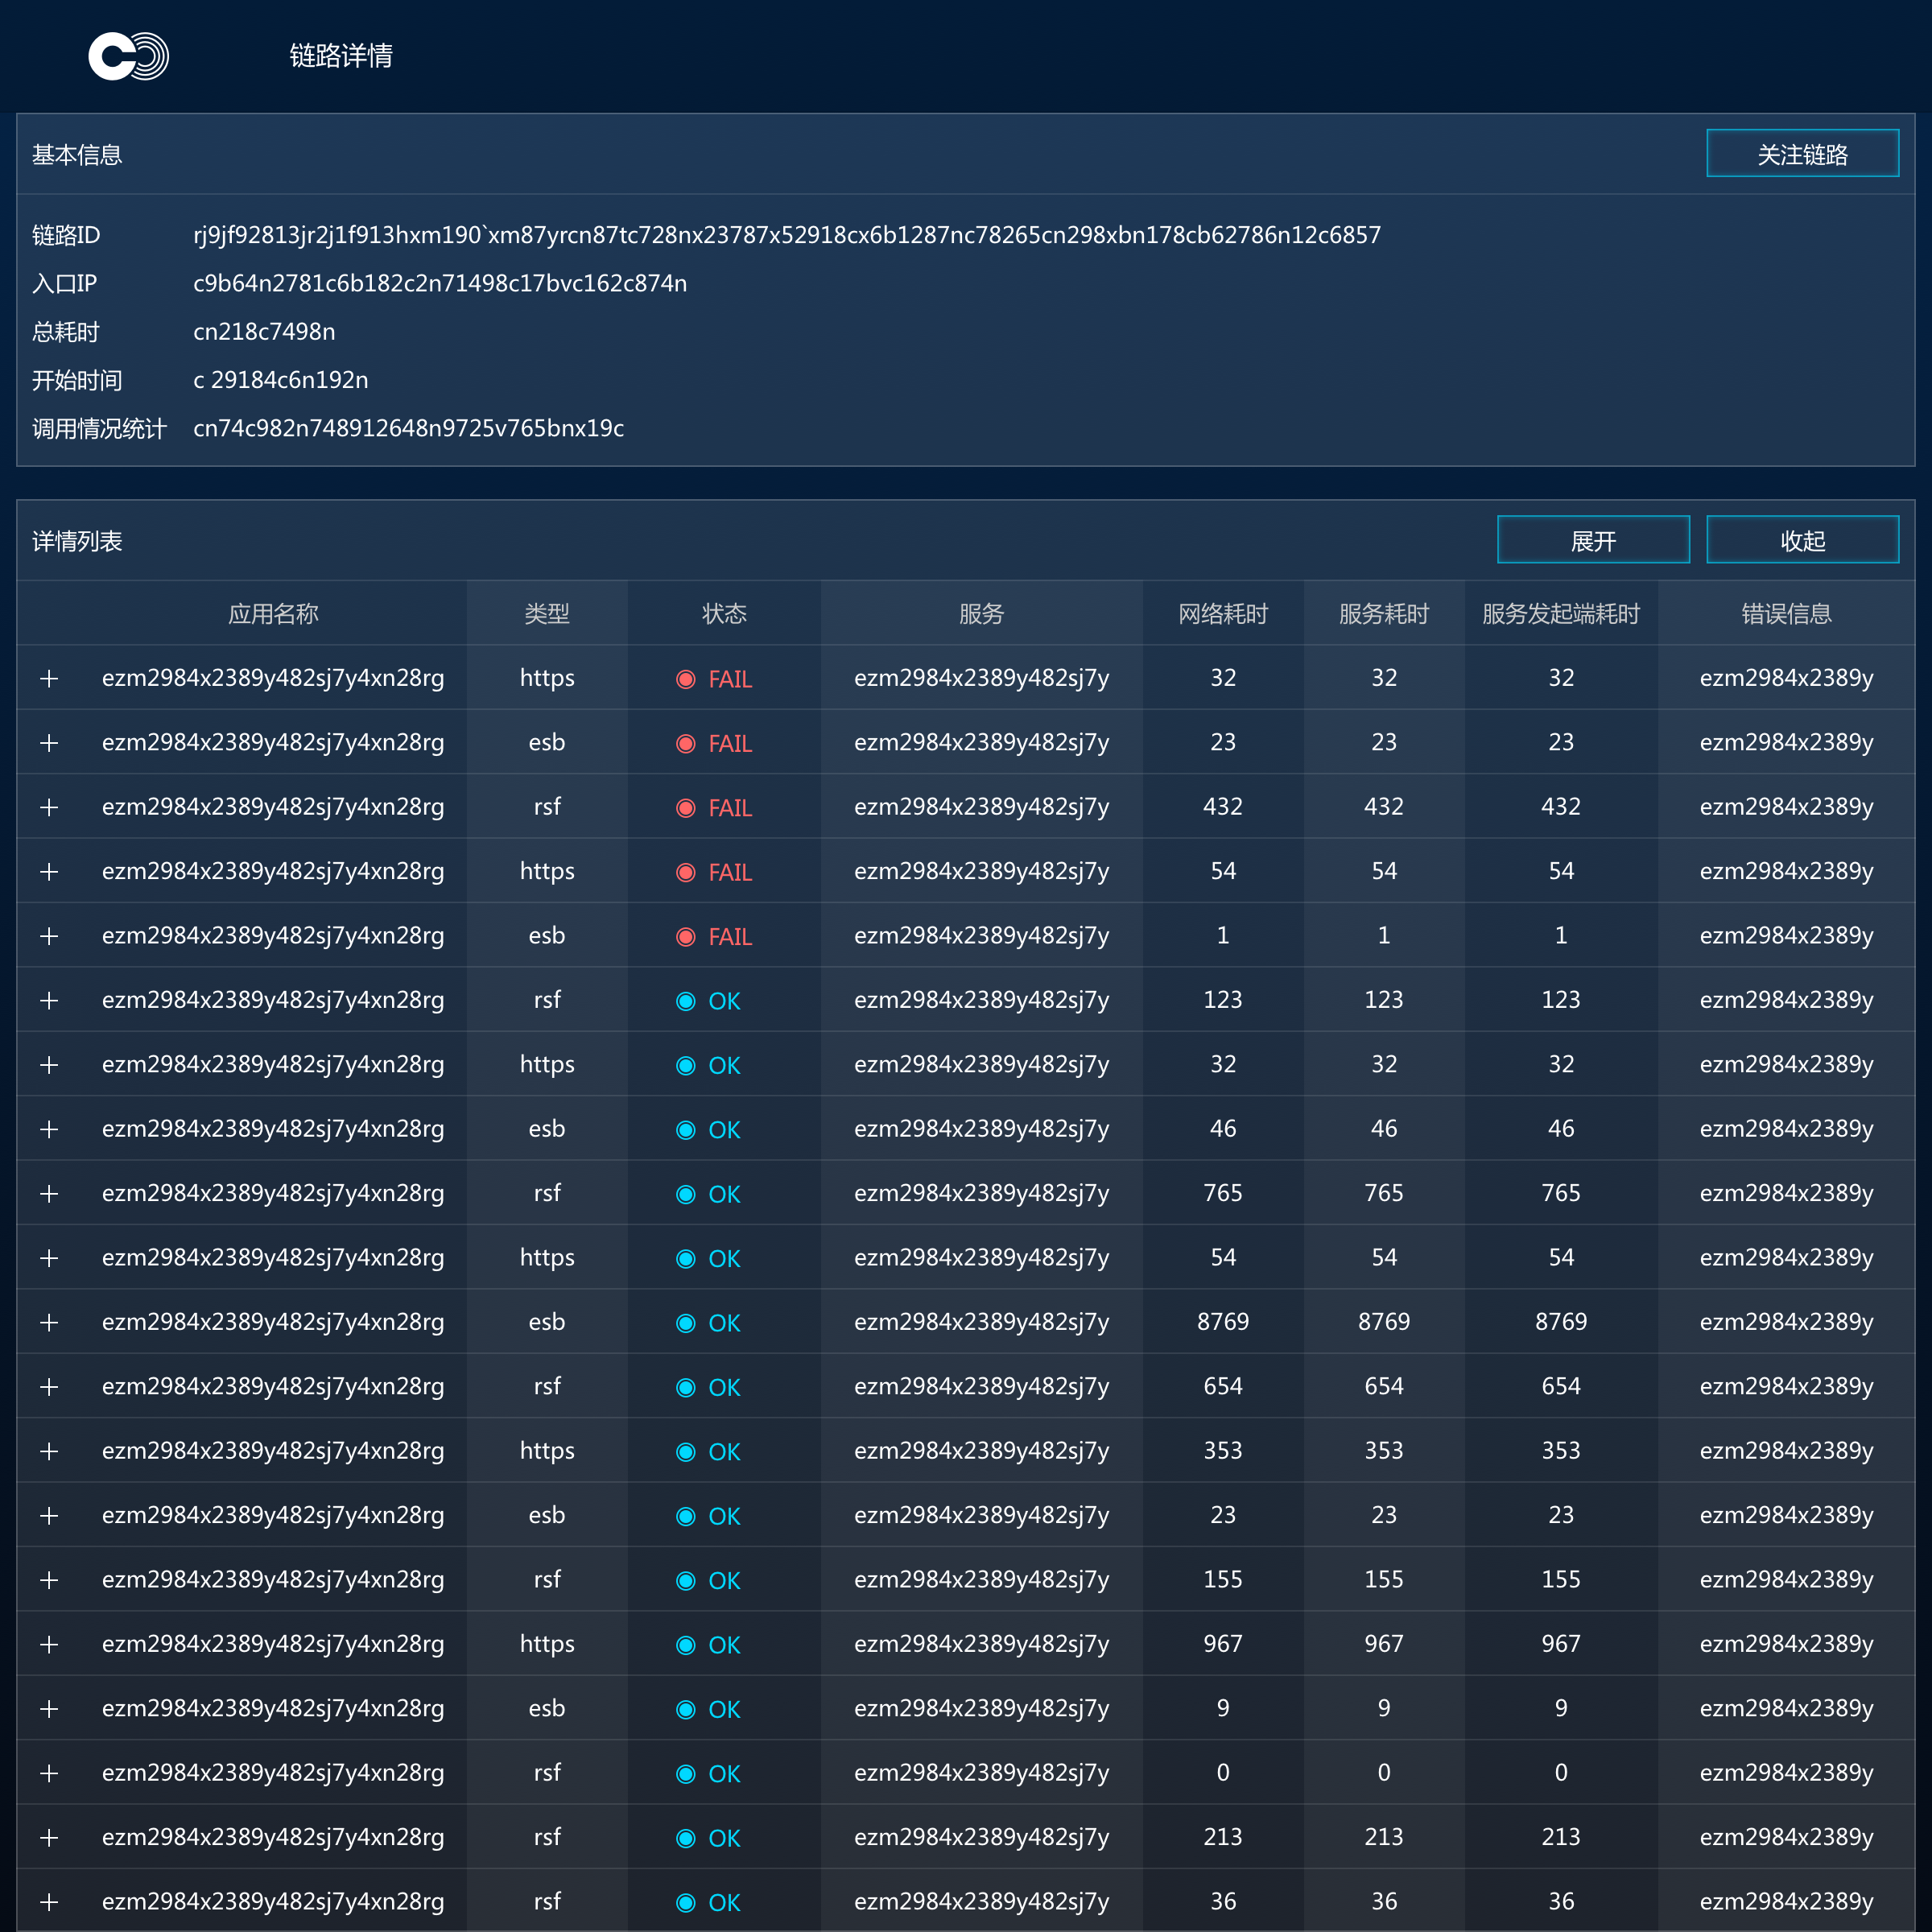 链路详情
基本信息
关注链路
链路ID rj9jf92813jr2j1f913hxm190`xm87yrcn87tc728nx23787x52918cx6b1287nc78265cn298xbn178cb62786n12c6857
入口IP c9b64n2781c6b182c2n71498c17bvc162c874n
总耗时 cn218c7498n
开始时间 c 29184c6n192n
调用情况统计 cn74c982n748912648n9725v765bnx19c
详情列表
展开 收起
应用名称 类型 状态 服务 网络耗时 服务耗时 服务发起端耗时 错误信息
+ ezm2984x2389y482sj7y4xn28rg https FAIL ezm2984x2389y482sj7y 32 32 32 ezm2984x2389y
+ ezm2984x2389y482sj7y4xn28rg esb FAIL ezm2984x2389y482sj7y 23 23 23 ezm2984x2389y
+ ezm2984x2389y482sj7y4xn28rg rsf FAIL ezm2984x2389y482sj7y 432 432 432 ezm2984x2389y
+ ezm2984x2389y482sj7y4xn28rg https FAIL ezm2984x2389y482sj7y 54 54 54 ezm2984x2389y
+ ezm2984x2389y482sj7y4xn28rg esb FAIL ezm2984x2389y482sj7y 1 1 1 ezm2984x2389y
+ ezm2984x2389y482sj7y4xn28rg rsf OK ezm2984x2389y482sj7y 123 123 123 ezm2984x2389y
+ ezm2984x2389y482sj7y4xn28rg https OK ezm2984x2389y482sj7y 32 32 32 ezm2984x2389y
+ ezm2984x2389y482sj7y4xn28rg esb OK ezm2984x2389y482sj7y 46 46 46 ezm2984x2389y
+ ezm2984x2389y482sj7y4xn28rg rsf OK ezm2984x2389y482sj7y 765 765 765 ezm2984x2389y
+ ezm2984x2389y482sj7y4xn28rg https OK ezm2984x2389y482sj7y 54 54 54 ezm2984x2389y
+ ezm2984x2389y482sj7y4xn28rg esb OK ezm2984x2389y482sj7y 8769 8769 8769 ezm2984x2389y
+ ezm2984x2389y482sj7y4xn28rg rsf OK ezm2984x2389y482sj7y 654 654 654 ezm2984x2389y
+ ezm2984x2389y482sj7y4xn28rg https OK ezm2984x2389y482sj7y 353 353 353 ezm2984x2389y
+ ezm2984x2389y482sj7y4xn28rg esb OK ezm2984x2389y482sj7y 23 23 23 ezm2984x2389y
+ ezm2984x2389y482sj7y4xn28rg rsf OK ezm2984x2389y482sj7y 155 155 155 ezm2984x2389y
+ ezm2984x2389y482sj7y4xn28rg https OK ezm2984x2389y482sj7y 967 967 967 ezm2984x2389y
+ ezm2984x2389y482sj7y4xn28rg esb OK ezm2984x2389y482sj7y 9 9 9 ezm2984x2389y
+ ezm2984x2389y482sj7y4xn28rg rsf OK ezm2984x2389y482sj7y 0 0 0 ezm2984x2389y
+ ezm2984x2389y482sj7y4xn28rg rsf OK ezm2984x2389y482sj7y 213 213 213 ezm2984x2389y
+ ezm2984x2389y482sj7y4xn28rg rsf OK ezm2984x2389y482sj7y 36 36 36 ezm2984x2389y